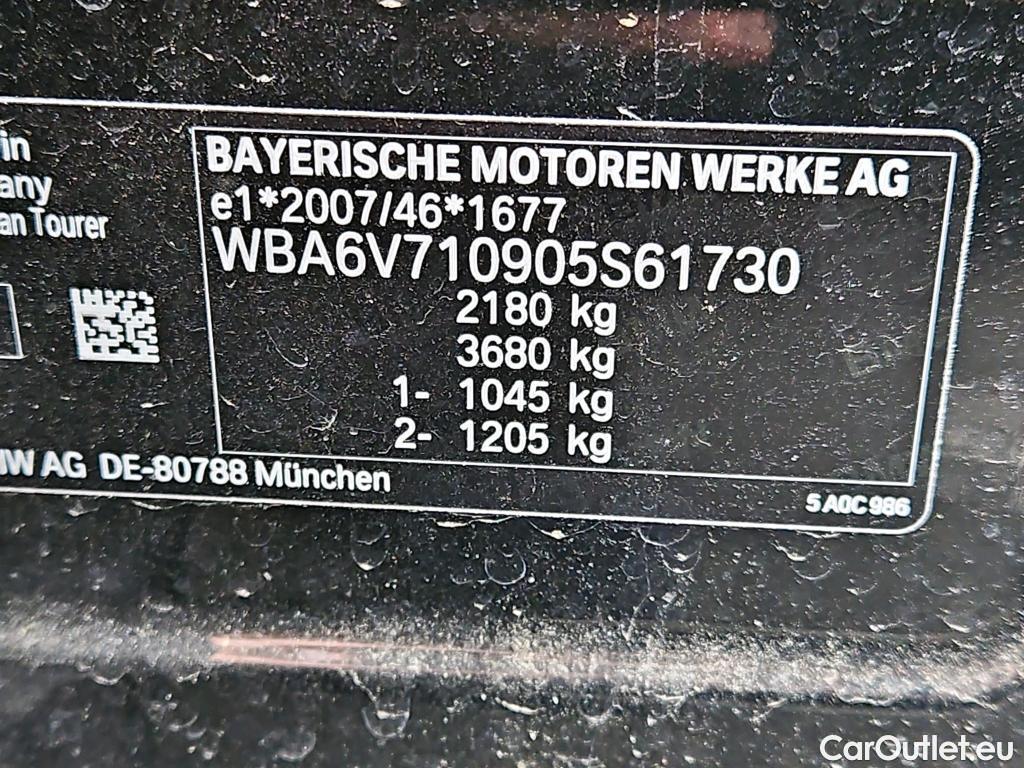 in
any
an Tourer
BAYERISCHE MOTOREN WERKE AG
e1*2007/46*1677
WBA6V710905S61730
2180 kg
3680 kg
1- 1045 kg
2- 1205 kg
W AG DE-80788 München
5 A0C 986
CarOutlet.eu